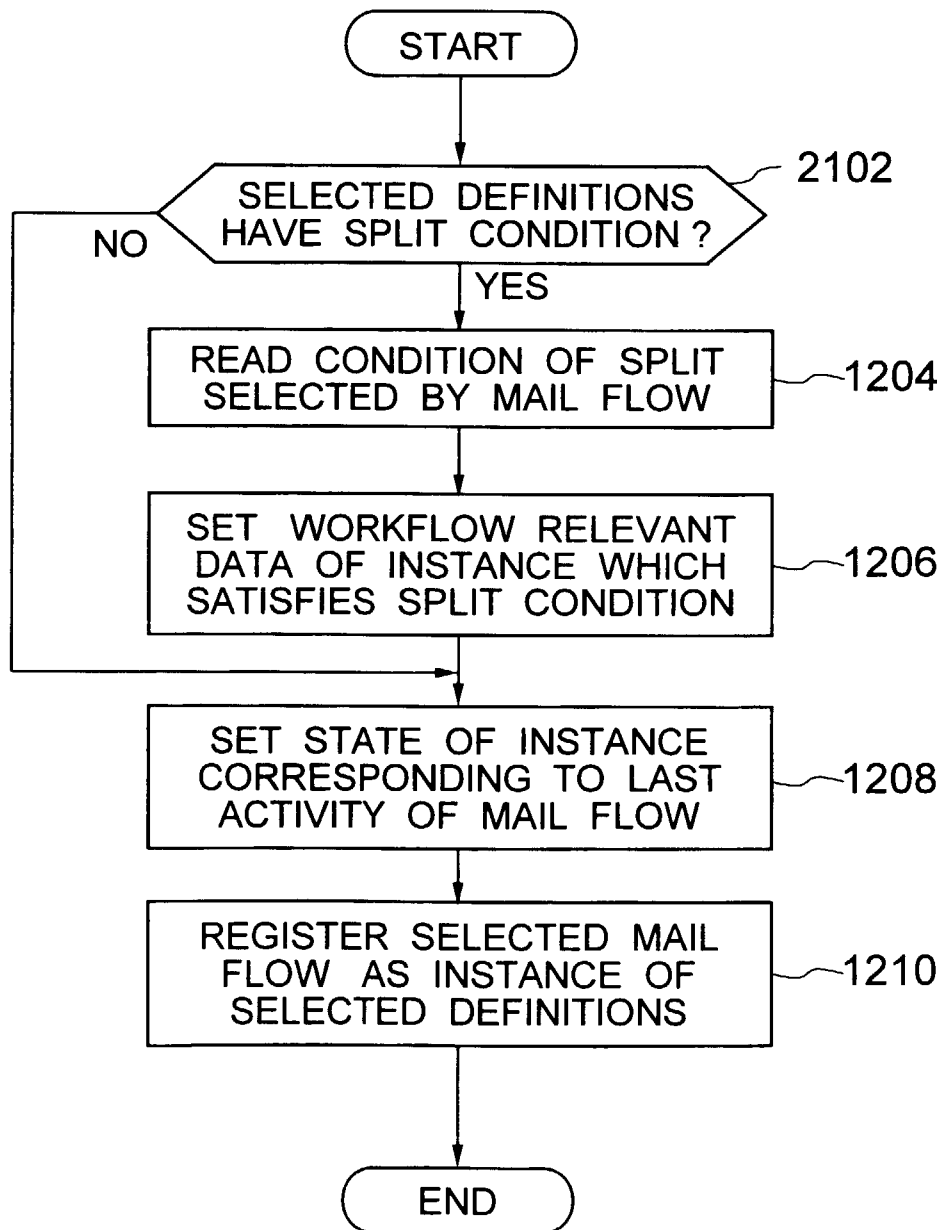 START
SELECTED DEFINITIONS
HAVE SPLIT CONDITION ?
2102
NO
YES
READ CONDITION OF SPLIT
SELECTED BY MAIL FLOW
1204
SET WORKFLOW RELEVANT
DATA OF INSTANCE WHICH
SATISFIES SPLIT CONDITION
1206
SET STATE OF INSTANCE
CORRESPONDING TO LAST
ACTIVITY OF MAIL FLOW
1208
REGISTER SELECTED MAIL
FLOW AS INSTANCE OF
SELECTED DEFINITIONS
1210
END